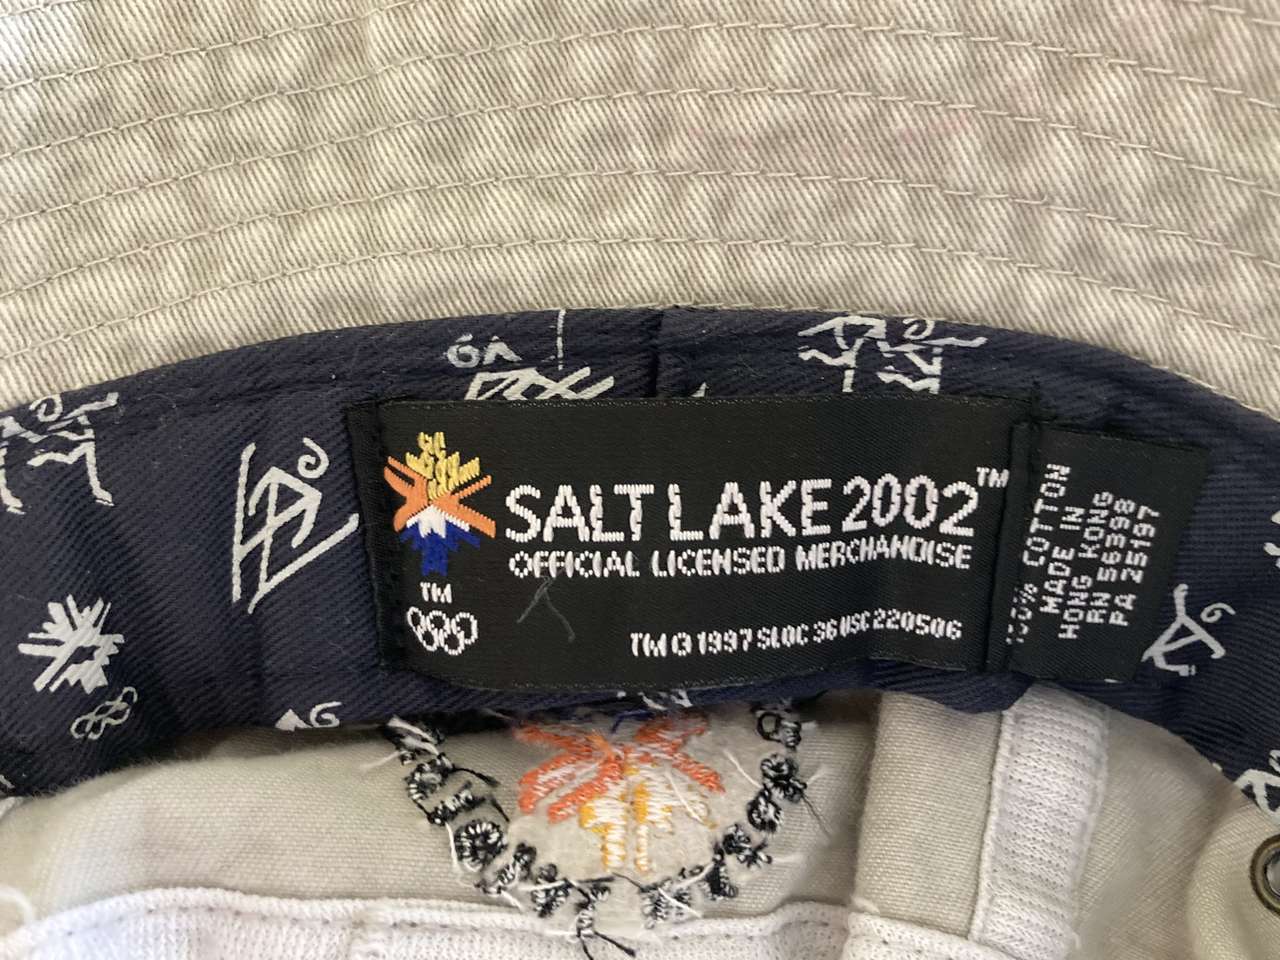 SALT LAKE 2002™
OFFICIAL LICENSED MERCHANDISE
TM
TM © 1997 SLOC 36 USC 220506
100% COTTON
MADE IN
HONG KONG
RN 56398
PA 25197